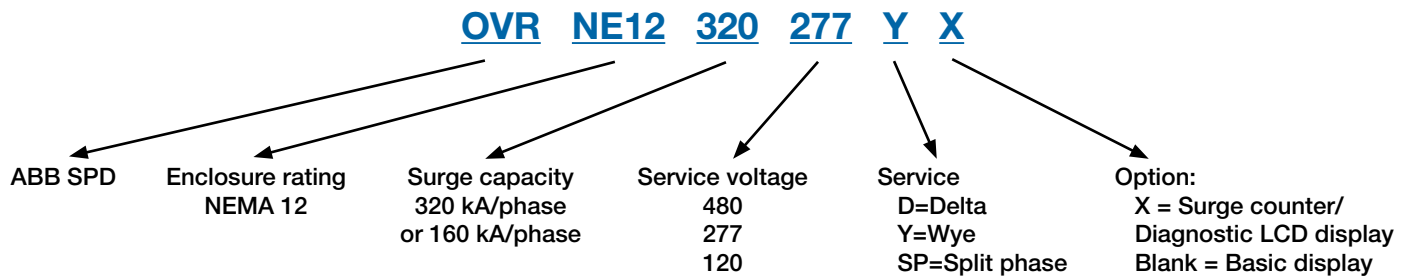 OVR NE12 320 277 Y X
ABB SPD Enclosure rating Surge capacity Service voltage Service Option:
NEMA 12 320 kA/phase 480 D=Delta X = Surge counter/
or 160 kA/phase 277 Y=Wye Diagnostic LCD display
120 SP=Split phase Blank = Basic display